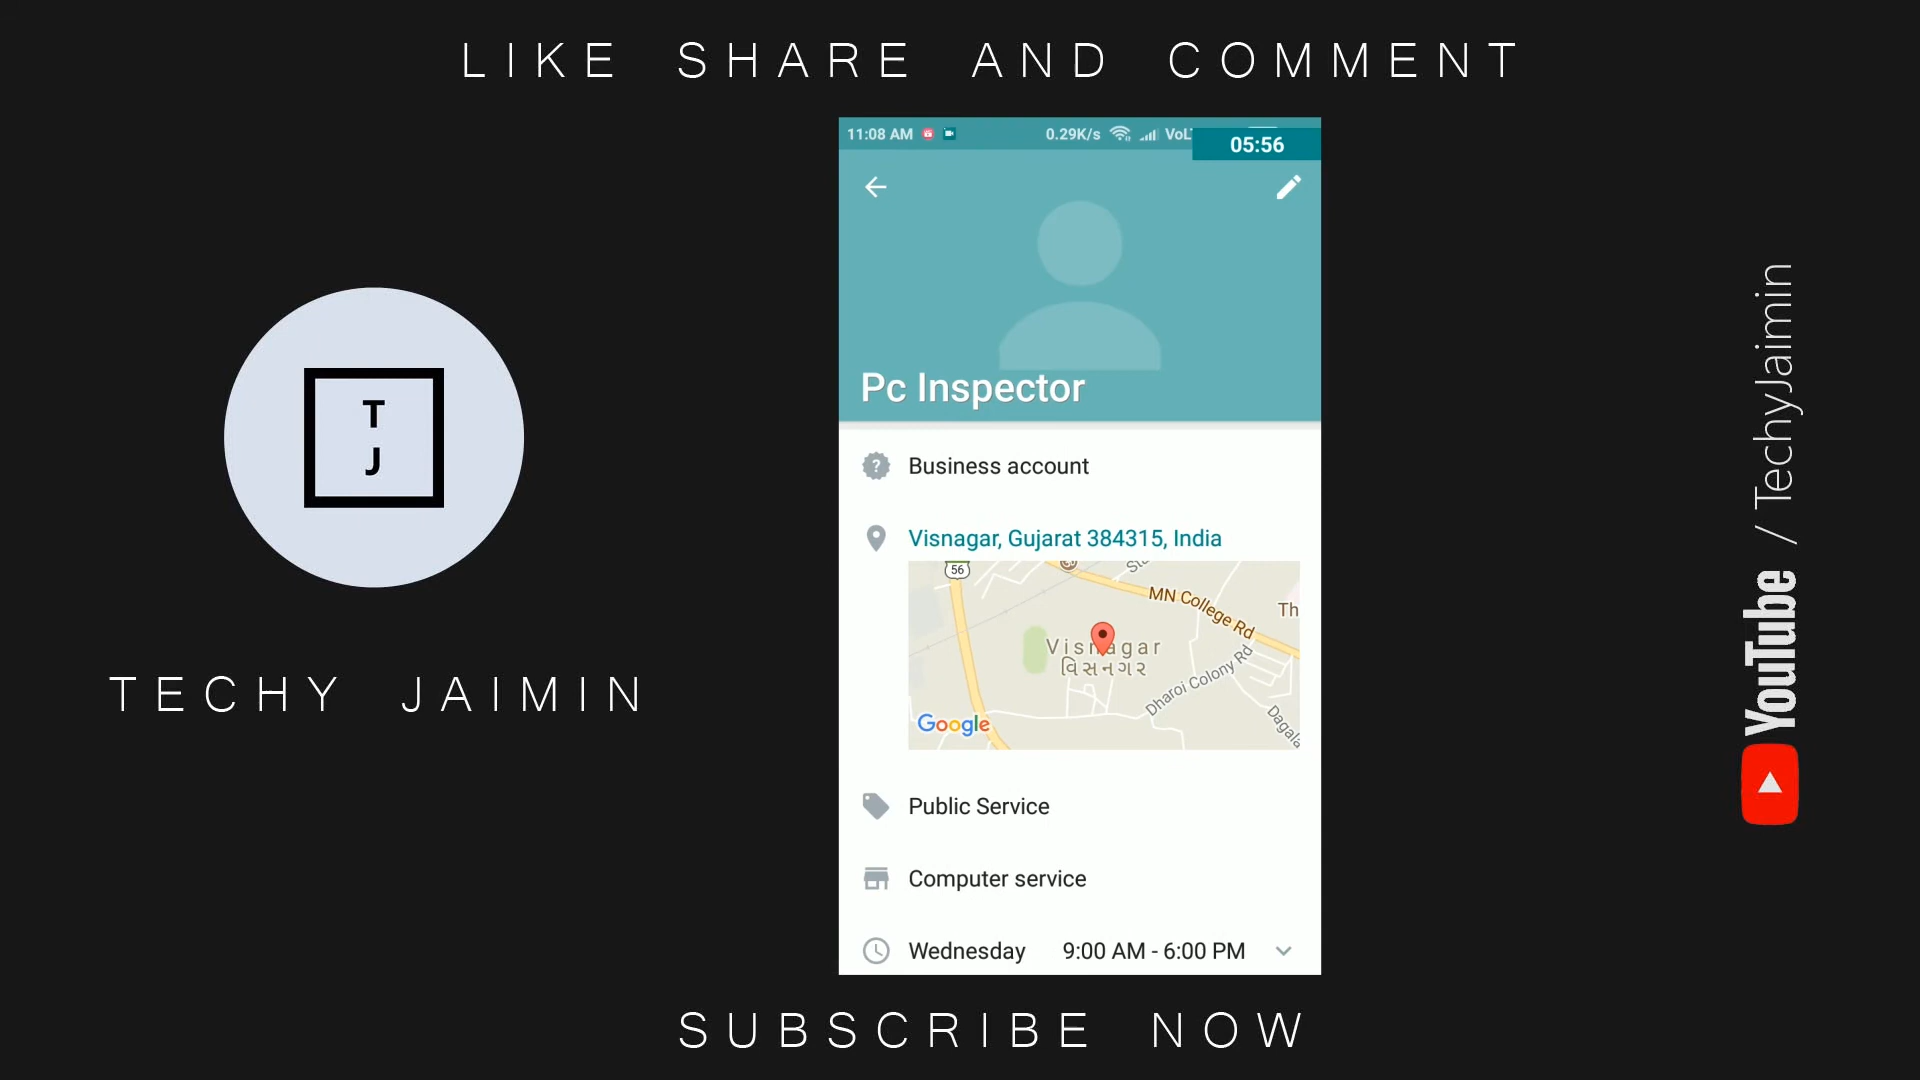 LIKE SHARE AND COMMENT
11:08 AM
0.29K/s
05:56
Pc Inspector
? Business account
Visnagar, Gujarat 384315, India
56
MN College Rd
Th
Visnagar
વિસનગર
Dharoi Colony Rd
Google
Public Service
Computer service
Wednesday 9:00 AM - 6:00 PM
T
J
TECHY JAIMIN
YouTube / TechyJaimin
SUBSCRIBE NOW